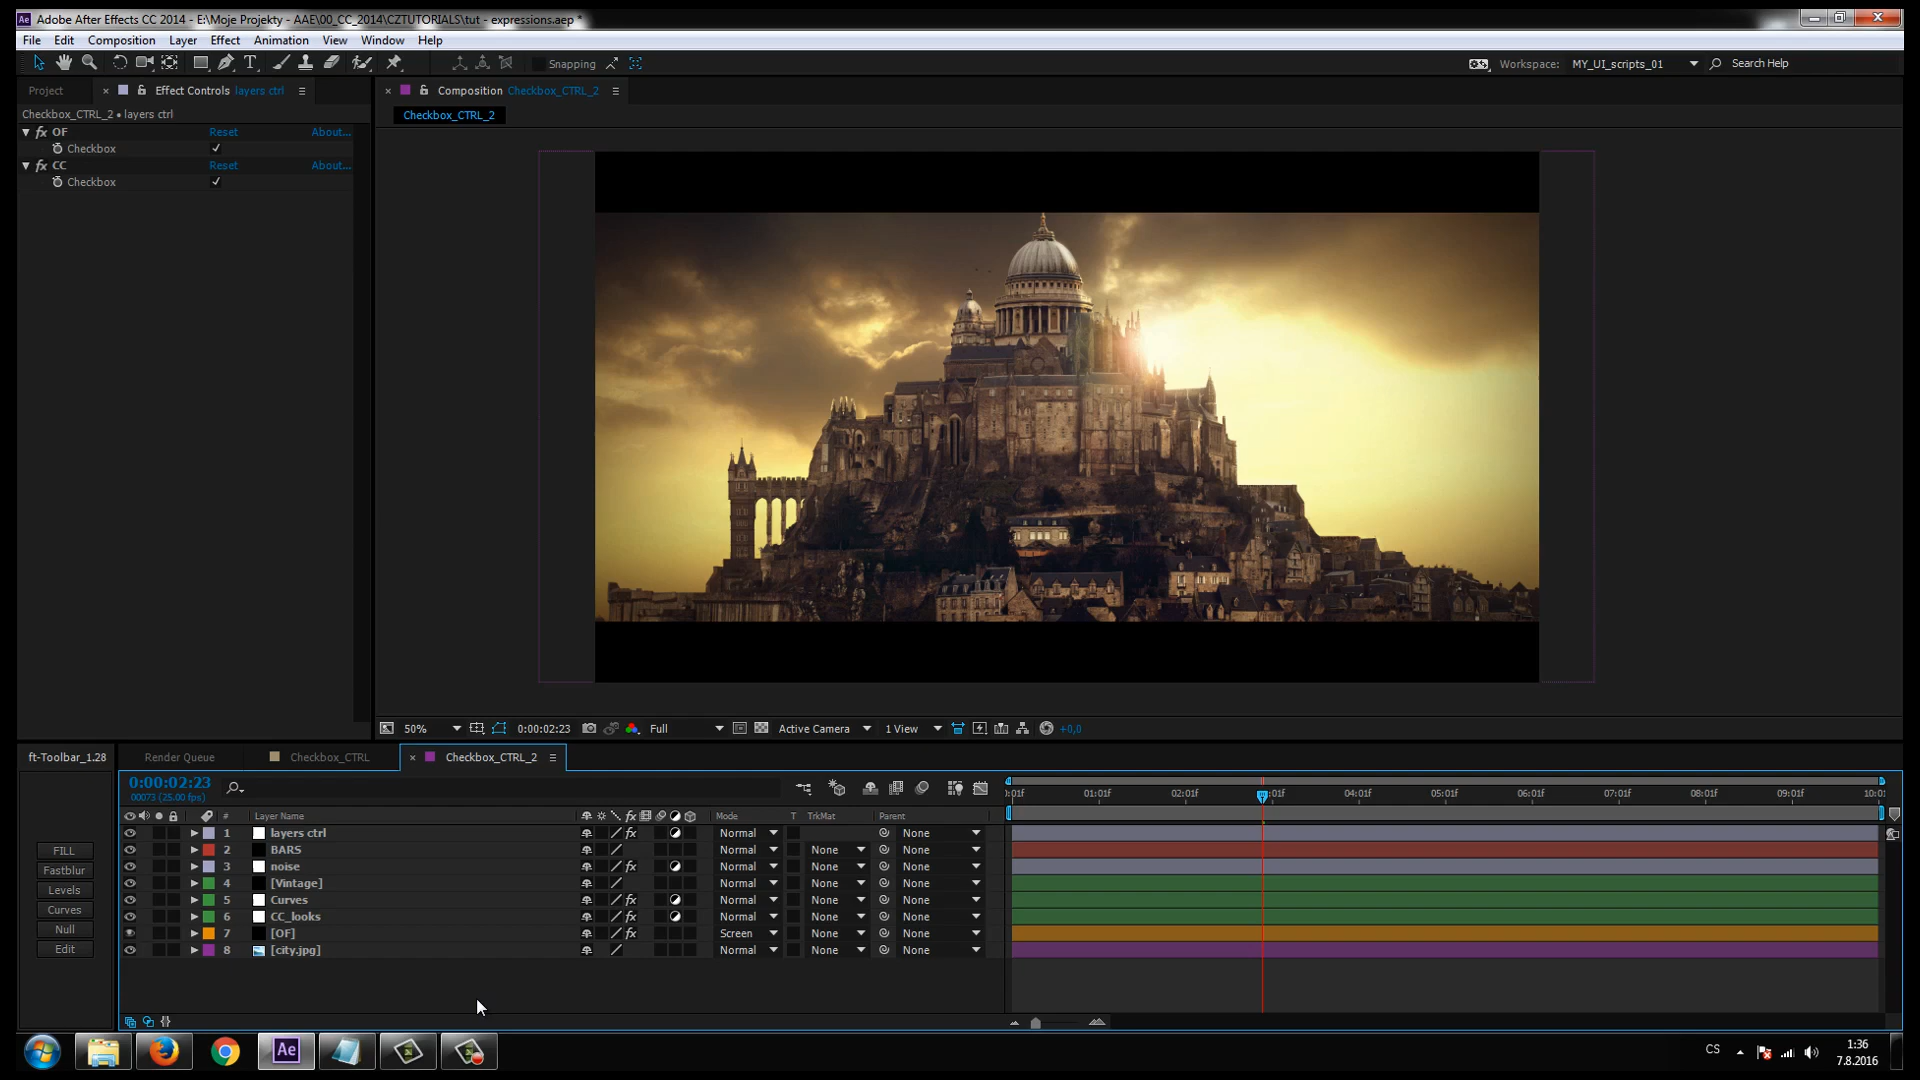 Adobe After Effects CC 2014 - E:\Moje Projekty - AAE\00_CC_2014\CZTUTORIALS\tut - expressions.aep *
File Edit Composition Layer Effect Animation View Window Help
Snapping
Workspace: MY_UI_scripts_01 Search Help
Project × Effect Controls layers ctrl
× Composition Checkbox_CTRL_2
Checkbox_CTRL_2 • layers ctrl
Checkbox_CTRL_2
fx OF Reset About...
Checkbox
fx CC Reset About...
Checkbox
50% 0:00:02:23 Full Active Camera 1 View +0,0
ft-Toolbar_1.28 Render Queue Checkbox_CTRL × Checkbox_CTRL_2
0:00:02:23
00073 (25.00 fps)
:01f 01:01f 02:01f :01f 04:01f 05:01f 06:01f 07:01f 08:01f 09:01f 10:01
# Layer Name Mode T TrkMat Parent
1 layers ctrl fx Normal None
2 BARS Normal None None
3 noise fx Normal None None
4 [Vintage] Normal None None
5 Curves fx Normal None None
6 CC_looks fx Normal None None
7 [OF] fx Screen None None
8 [city.jpg] Normal None None
FILL
Fastblur
Levels
Curves
Null
Edit
Ae
CS
1:36
7.8.2016